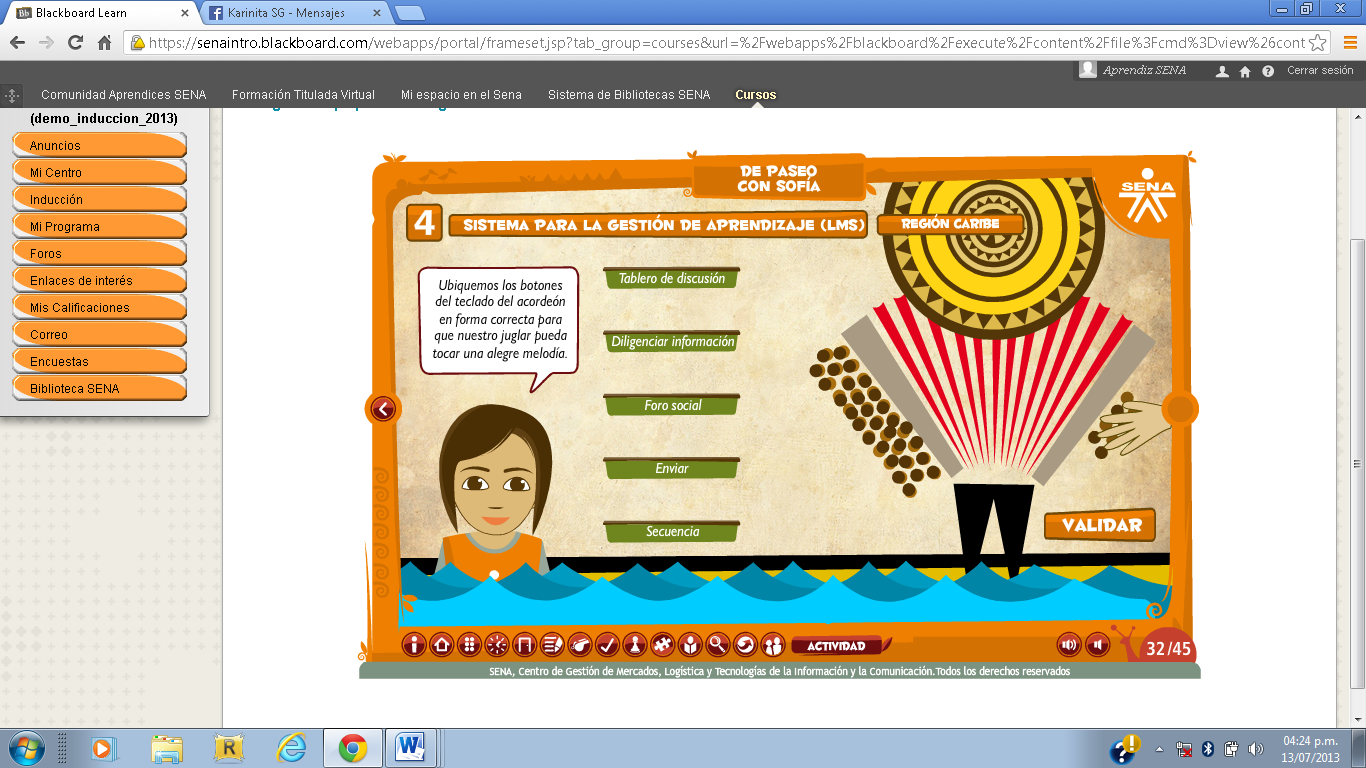 Blackboard Learn
Karinita SG - Mensajes
https://senaintro.blackboard.com/webapps/portal/frameset.jsp?tab_group=courses&url=%2Fwebapps%2Fblackboard%2Fexecute%2Fcontent%2Ffile%3Fcmd%3Dview%26cont
Aprendiz SENA
Cerrar sesión
Comunidad Aprendices SENA
Formación Titulada Virtual
Mi espacio en el Sena
Sistema de Bibliotecas SENA
Cursos
(demo_induccion_2013)
Anuncios
Mi Centro
Inducción
Mi Programa
Foros
Enlaces de interés
Mis Calificaciones
Correo
Encuestas
Biblioteca SENA
DE PASEO
CON SOFÍA
SENA
4
SISTEMA PARA LA GESTIÓN DE APRENDIZAJE (LMS)
REGIÓN CARIBE
Ubiquemos los botones
del teclado del acordeón
en forma correcta para
que nuestro juglar pueda
tocar una alegre melodía.
Tablero de discusión
Diligenciar información
Foro social
Enviar
Secuencia
VALIDAR
ACTIVIDAD
32/45
SENA, Centro de Gestión de Mercados, Logística y Tecnologías de la Información y la Comunicación.Todos los derechos reservados
04:24 p.m.
13/07/2013